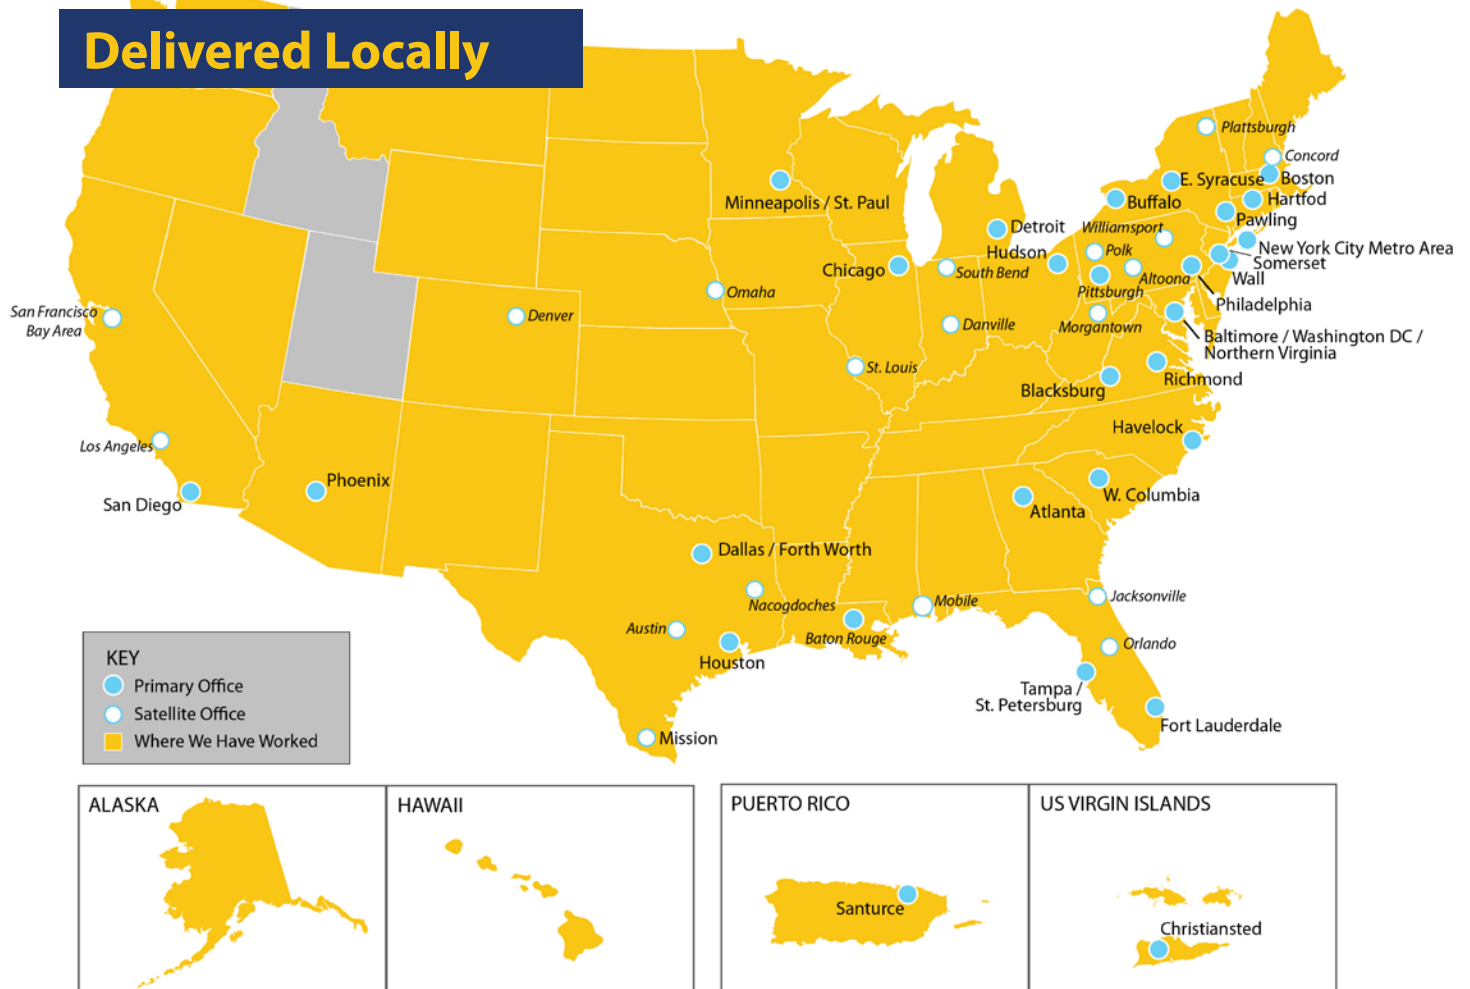 Delivered Locally
Plattsburgh
Concord
E. Syracuse
Boston
Minneapolis / St. Paul
Buffalo
Hartfod
Pawling
Detroit
Williamsport
Hudson
Polk
New York City Metro Area
Somerset
Chicago
South Bend
Altoona
Wall
Pittsburgh
Omaha
Philadelphia
San Francisco
Bay Area
Denver
Danville
Morgantown
Baltimore / Washington DC /
Northern Virginia
St. Louis
Richmond
Blacksburg
Havelock
Los Angeles
Phoenix
San Diego
W. Columbia
Atlanta
Dallas / Forth Worth
Nacogdoches
Mobile
Jacksonville
Austin
Baton Rouge
Orlando
Houston
Tampa /
St. Petersburg
Fort Lauderdale
Mission
KEY
Primary Office
Satellite Office
Where We Have Worked
ALASKA
HAWAII
PUERTO RICO
US VIRGIN ISLANDS
Santurce
Christiansted